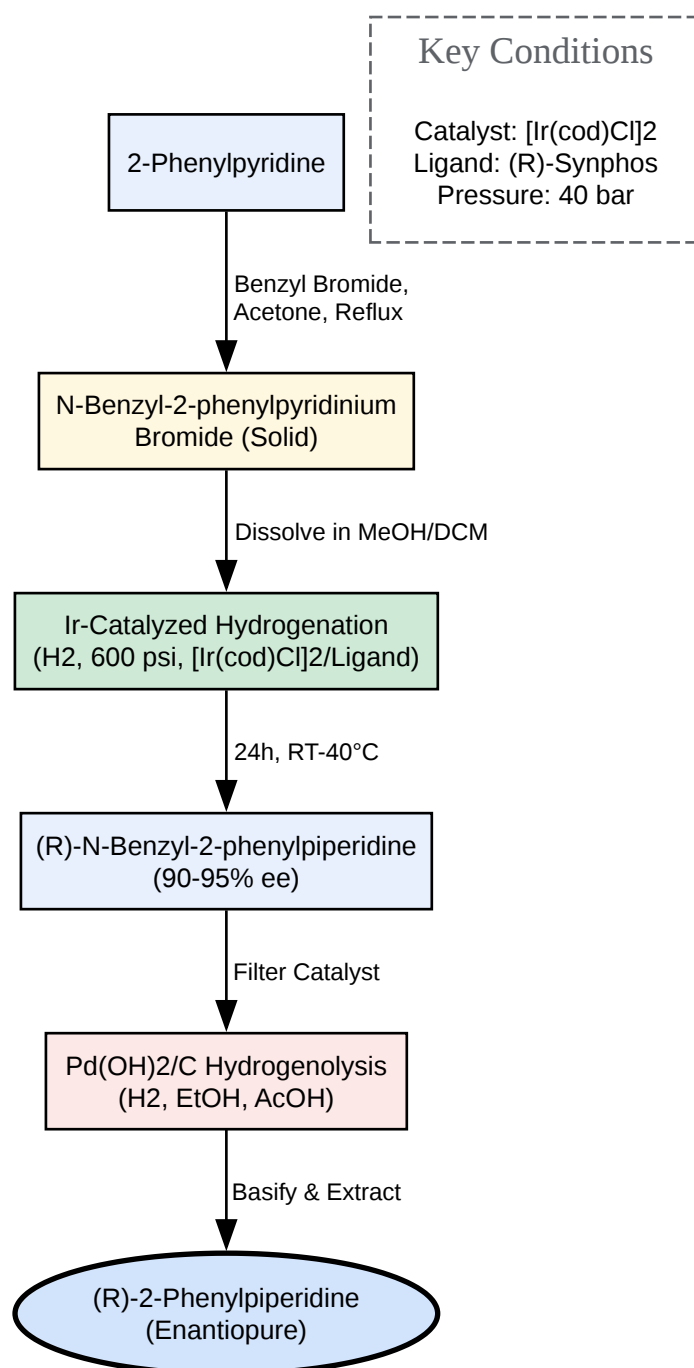 Key Conditions
Catalyst: [Ir(cod)Cl]2
Ligand: (R)-Synphos
Pressure: 40 bar
2-Phenylpyridine
Benzyl Bromide,
Acetone, Reflux
N-Benzyl-2-phenylpyridinium
Bromide (Solid)
Dissolve in MeOH/DCM
Ir-Catalyzed Hydrogenation
(H2, 600 psi, [Ir(cod)Cl]2/Ligand)
24h, RT-40°C
(R)-N-Benzyl-2-phenylpiperidine
(90-95% ee)
Filter Catalyst
Pd(OH)2/C Hydrogenolysis
(H2, EtOH, AcOH)
Basify & Extract
(R)-2-Phenylpiperidine
(Enantiopure)